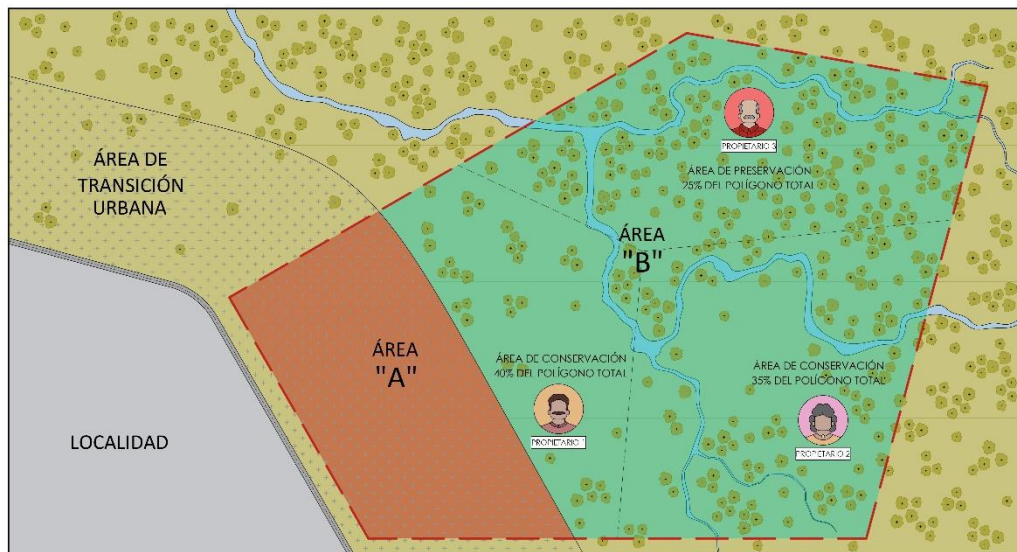 ÁREA DE
TRANSICIÓN
URBANA
LOCALIDAD
ÁREA
"A"
ÁREA
"B"
PROPIETARIO 3
ÁREA DE PRESERVACIÓN
25% DEL POLÍGONO TOTAL
ÁREA DE CONSERVACIÓN
40% DEL POLÍGONO TOTAL
PROPIETARIO 1
ÁREA DE CONSERVACIÓN
35% DEL POLÍGONO TOTAL
PROPIETARIO 2